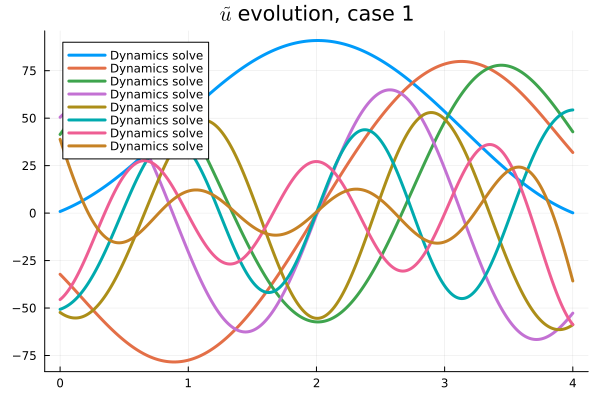 ũ evolution, case 1
Dynamics solve
Dynamics solve
Dynamics solve
Dynamics solve
Dynamics solve
Dynamics solve
Dynamics solve
Dynamics solve
75
50
25
0
−25
−50
−75
0 1 2 3 4